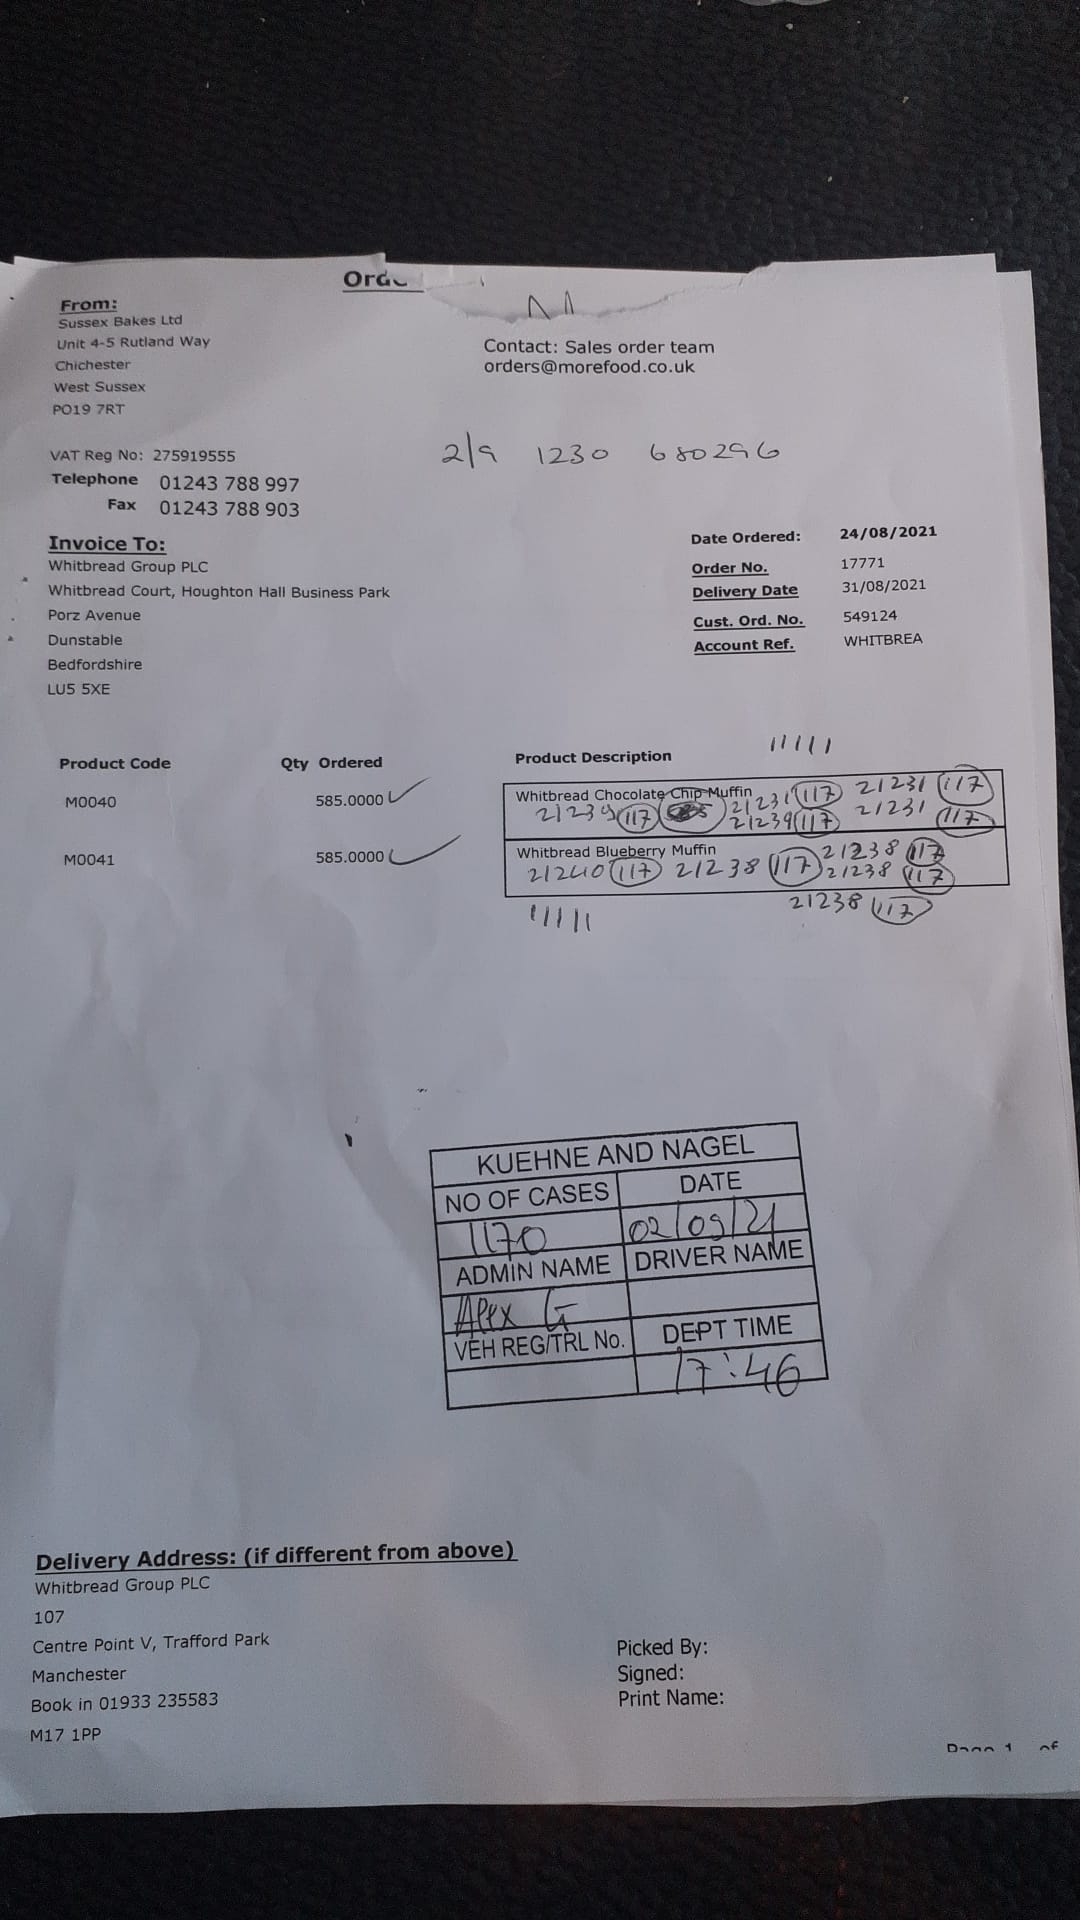 From:
Sussex Bakes Ltd
Unit 4-5 Rutland Way
Chichester
West Sussex
PO19 7RT
Contact: Sales order team
orders@morefood.co.uk
VAT Reg No: 275919555
2/9 1230 680296
Telephone 01243 788 997
Fax 01243 788 903
Invoice To:
Whitbread Group PLC
Whitbread Court, Houghton Hall Business Park
Porz Avenue
Dunstable
Bedfordshire
LU5 5XE
Date Ordered: 24/08/2021
Order No. 17771
Delivery Date 31/08/2021
Cust. Ord. No. 549124
Account Ref. WHITBREA
Product Code Qty Ordered Product Description
M0040 585.0000 Whitbread Chocolate Chip Muffin
21231 117 21231 117
21239 117 21239 117 21231 117
M0041 585.0000 Whitbread Blueberry Muffin
21238 117
21240 117 21238 117 21238 117
21238 117
KUEHNE AND NAGEL
NO OF CASES DATE
1170 02/09/21
ADMIN NAME DRIVER NAME
Alex G
VEH REG/TRL No. DEPT TIME
17:46
Delivery Address: (if different from above)
Whitbread Group PLC
107
Centre Point V, Trafford Park
Manchester
Book in 01933 235583
M17 1PP
Picked By:
Signed:
Print Name:
Page 1 of